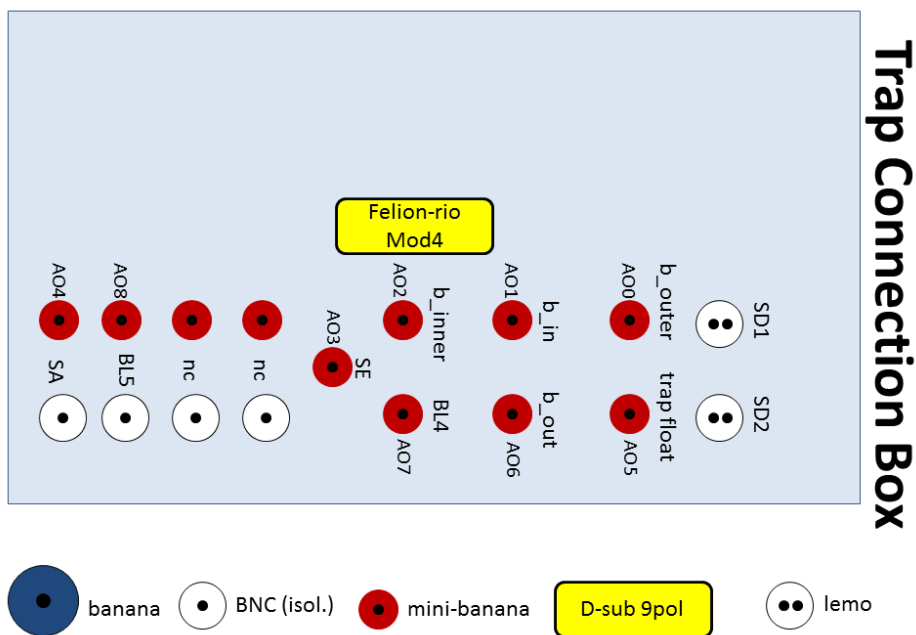 Trap Connection Box
Felion-rio
Mod4
AO4
AO8
AO2
b_inner
AO1
b_in
AO0
b_outer
SD1
AO3
SE
SA
BL5
nc
nc
BL4
AO7
b_out
AO6
trap float
AO5
SD2
banana
BNC (isol.)
mini-banana
D-sub 9pol
lemo